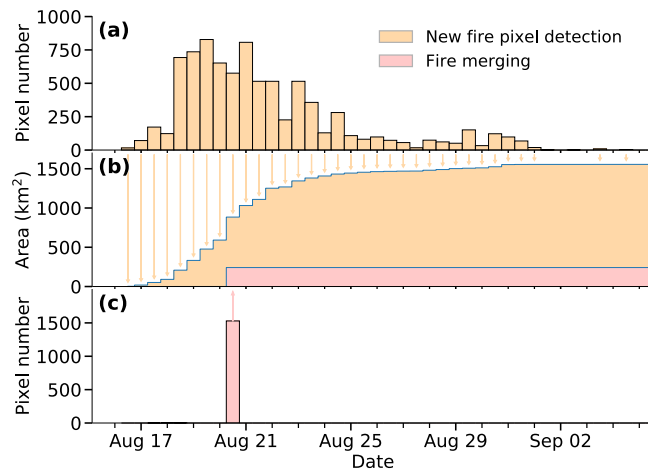 (a)
New fire pixel detection
Fire merging
Pixel number
1000
750
500
250
0
(b)
Area (km²)
1500
1000
500
0
(c)
Pixel number
1500
1000
500
0
Aug 17 Aug 21 Aug 25 Aug 29 Sep 02
Date